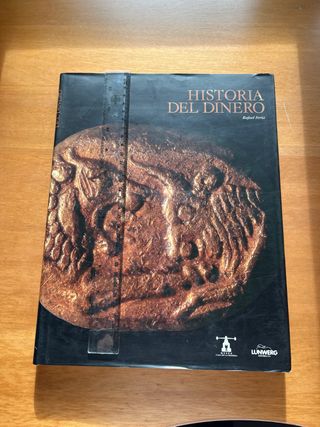 HISTORIA
DEL DINERO
Rafael Feria
LUNWERG